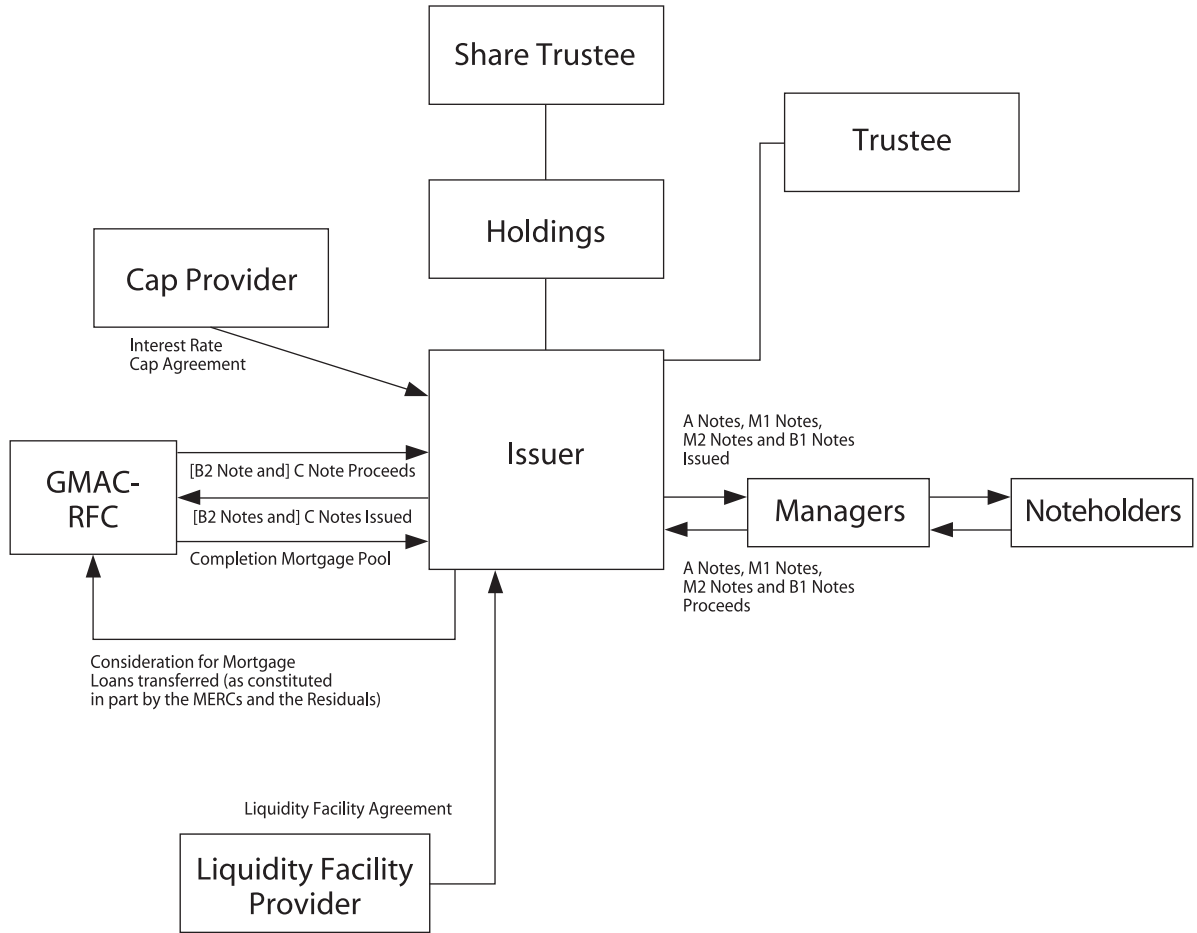 Share Trustee
Trustee
Holdings
Cap Provider
Interest Rate
Cap Agreement
Issuer
A Notes, M1 Notes,
M2 Notes and B1 Notes
Issued
GMAC-
RFC
[B2 Note and] C Note Proceeds
[B2 Notes and] C Notes Issued
Completion Mortgage Pool
Managers
Noteholders
A Notes, M1 Notes,
M2 Notes and B1 Notes
Proceeds
Consideration for Mortgage
Loans transferred (as constituted
in part by the MERCs and the Residuals)
Liquidity Facility Agreement
Liquidity Facility
Provider